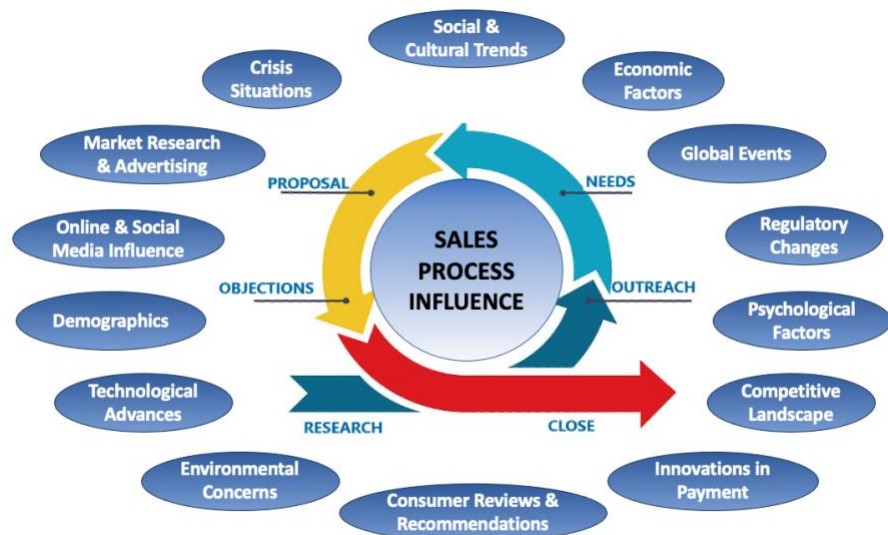 Social &
Cultural Trends
Crisis
Situations
Economic
Factors
Market Research
& Advertising
Global Events
PROPOSAL
NEEDS
Online & Social
Media Influence
Regulatory
Changes
SALES
PROCESS
INFLUENCE
OBJECTIONS
OUTREACH
Demographics
Psychological
Factors
Technological
Advances
Competitive
Landscape
RESEARCH
CLOSE
Environmental
Concerns
Innovations in
Payment
Consumer Reviews &
Recommendations